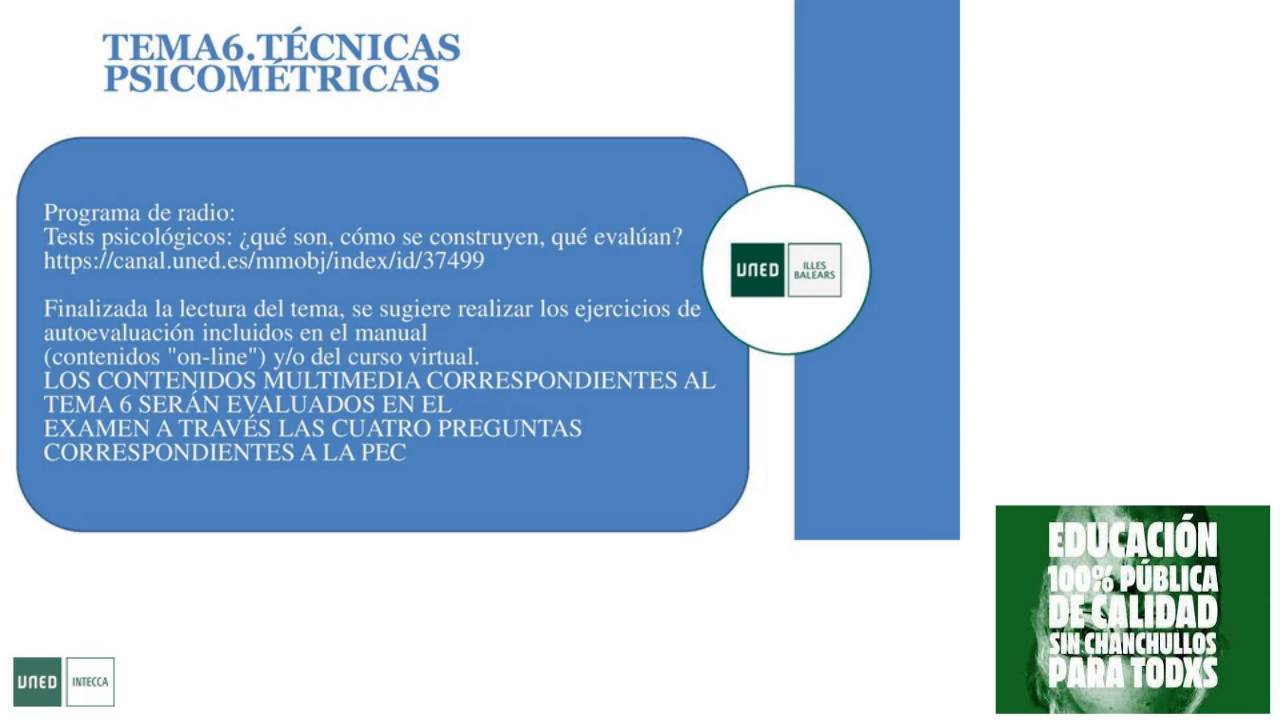 TEMA6.TÉCNICAS
PSICOMÉTRICAS
Programa de radio:
Tests psicológicos: ¿qué son, cómo se construyen, qué evalúan?
https://canal.uned.es/mmobj/index/id/37499
Finalizada la lectura del tema, se sugiere realizar los ejercicios de
autoevaluación incluidos en el manual
(contenidos "on-line") y/o del curso virtual.
LOS CONTENIDOS MULTIMEDIA CORRESPONDIENTES AL
TEMA 6 SERÁN EVALUADOS EN EL
EXAMEN A TRAVÉS LAS CUATRO PREGUNTAS
CORRESPONDIENTES A LA PEC
UNED
ILLES
BALEARS
EDUCACIÓN
100% PÚBLICA
DE CALIDAD
SIN CHANCHULLOS
PARA TODXS
UNED
INTECCA